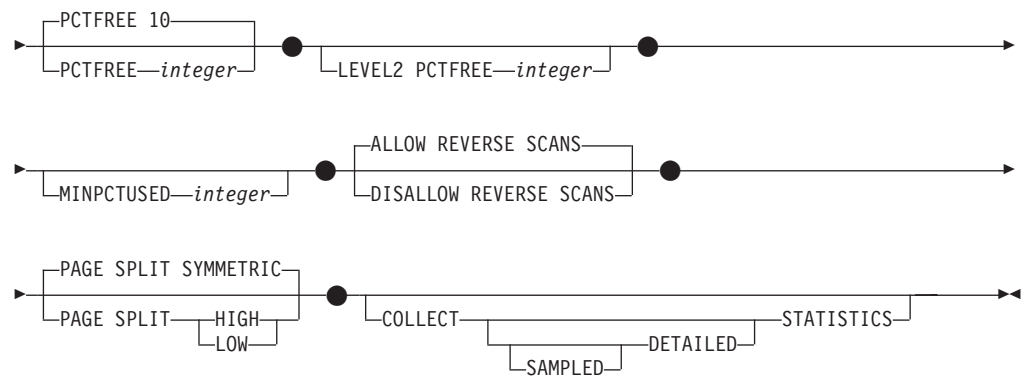 PCTFREE 10
PCTFREE integer
LEVEL2 PCTFREE integer
MINPCTUSED integer
ALLOW REVERSE SCANS
DISALLOW REVERSE SCANS
PAGE SPLIT SYMMETRIC
PAGE SPLIT HIGH
LOW
COLLECT STATISTICS
DETAILED
SAMPLED